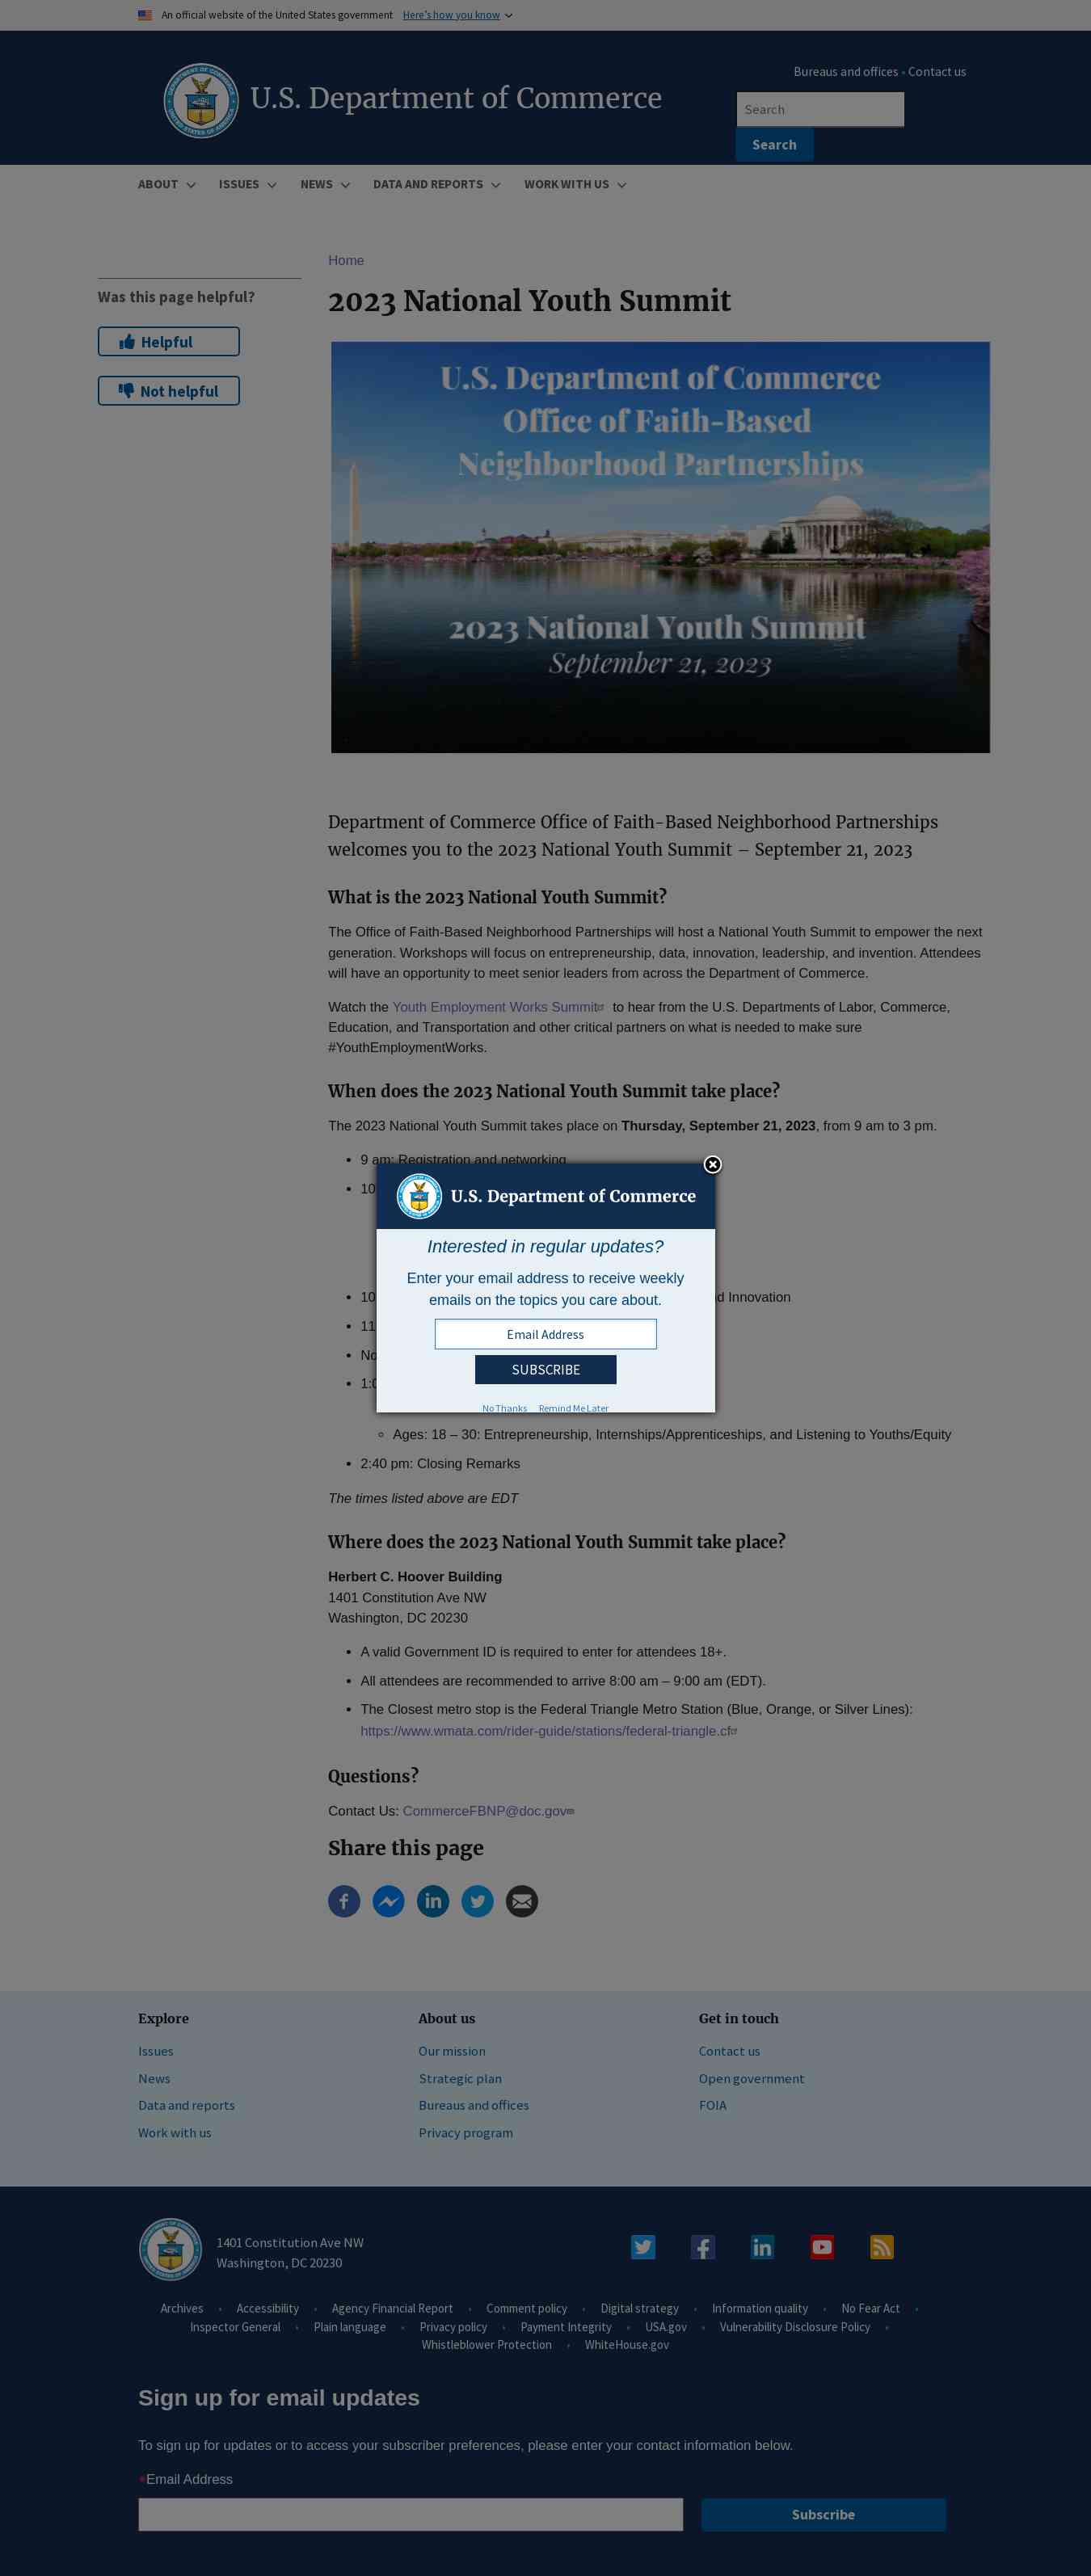 An official website of the United States government Here's how you know
U.S. Department of Commerce
Bureaus and offices • Contact us
Search
Search
ABOUT ISSUES NEWS DATA AND REPORTS WORK WITH US
Was this page helpful?
Helpful
Not helpful
Home
2023 National Youth Summit
U.S. Department of Commerce
Office of Faith-Based
Neighborhood Partnerships
2023 National Youth Summit
September 21, 2023
Department of Commerce Office of Faith-Based Neighborhood Partnerships
welcomes you to the 2023 National Youth Summit – September 21, 2023
What is the 2023 National Youth Summit?
The Office of Faith-Based Neighborhood Partnerships will host a National Youth Summit to empower the next
generation. Workshops will focus on entrepreneurship, data, innovation, leadership, and invention. Attendees
will have an opportunity to meet senior leaders from across the Department of Commerce.
Watch the Youth Employment Works Summit to hear from the U.S. Departments of Labor, Commerce,
Education, and Transportation and other critical partners on what is needed to make sure
#YouthEmploymentWorks.
When does the 2023 National Youth Summit take place?
The 2023 National Youth Summit takes place on Thursday, September 21, 2023, from 9 am to 3 pm.
• 9 am: Registration and networking
• 10
• 10 Innovation
• 11
• No
• 1:0
U.S. Department of Commerce
Interested in regular updates?
Enter your email address to receive weekly
emails on the topics you care about.
Email Address
SUBSCRIBE
No Thanks Remind Me Later
Ages: 18 – 30: Entrepreneurship, Internships/Apprenticeships, and Listening to Youths/Equity
• 2:40 pm: Closing Remarks
The times listed above are EDT
Where does the 2023 National Youth Summit take place?
Herbert C. Hoover Building
1401 Constitution Ave NW
Washington, DC 20230
• A valid Government ID is required to enter for attendees 18+.
• All attendees are recommended to arrive 8:00 am – 9:00 am (EDT).
• The Closest metro stop is the Federal Triangle Metro Station (Blue, Orange, or Silver Lines):
https://www.wmata.com/rider-guide/stations/federal-triangle.cf
Questions?
Contact Us: CommerceFBNP@doc.gov
Share this page
Explore
Issues
News
Data and reports
Work with us
About us
Our mission
Strategic plan
Bureaus and offices
Privacy program
Get in touch
Contact us
Open government
FOIA
1401 Constitution Ave NW
Washington, DC 20230
Archives • Accessibility • Agency Financial Report • Comment policy • Digital strategy • Information quality • No Fear Act •
Inspector General • Plain language • Privacy policy • Payment Integrity • USA.gov • Vulnerability Disclosure Policy •
Whistleblower Protection • WhiteHouse.gov
Sign up for email updates
To sign up for updates or to access your subscriber preferences, please enter your contact information below.
*Email Address
Subscribe